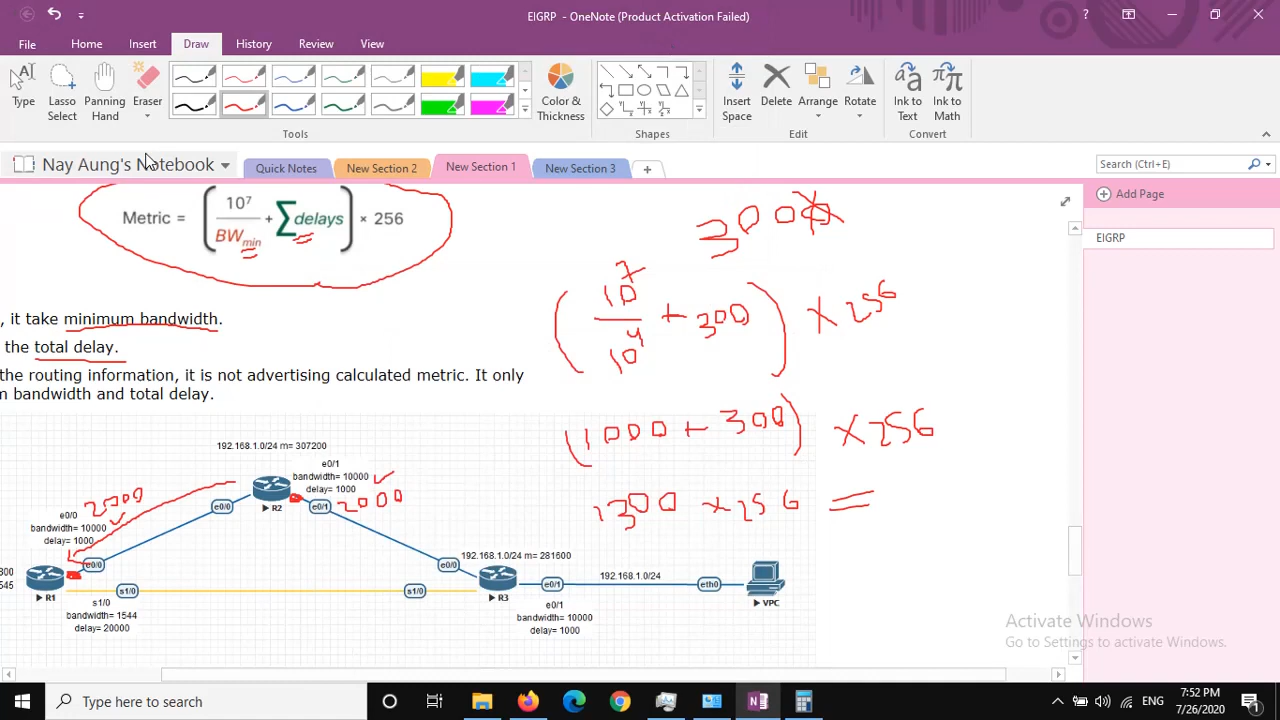 EIGRP - OneNote (Product Activation Failed)
?
File Home Insert Draw History Review View
Type Lasso Select Panning Hand Eraser Color & Thickness Insert Space Delete Arrange Rotate Ink to Text Ink to Math
Tools Shapes Edit Convert
Nay Aung's Notebook Quick Notes New Section 2 New Section 1 New Section 3 + Search (Ctrl+E)
Add Page
EIGRP
Metric = [10⁷ / BWmin + ∑ delays] × 256
, it take minimum bandwidth.
the total delay.
the routing information, it is not advertising calculated metric. It only
m bandwidth and total delay.
3000
(10⁷ / 10⁴ + 300) × 256
(1000 + 300) × 256
1300 × 256 =
192.168.1.0/24 m= 307200
e0/1
bandwidth= 10000
delay= 1000
2000
R2
e0/0
e0/1
2000
e0/0
bandwidth= 10000
delay= 1000
e0/0
800
545
R1
s1/0
s1/0
bandwidth= 1544
delay= 20000
192.168.1.0/24 m= 281600
e0/0
s1/0
R3
e0/1
e0/1
bandwidth= 10000
delay= 1000
192.168.1.0/24
eth0
VPC
Activate Windows
Go to Settings to activate Windows.
Type here to search
ENG
7:52 PM
7/26/2020
1